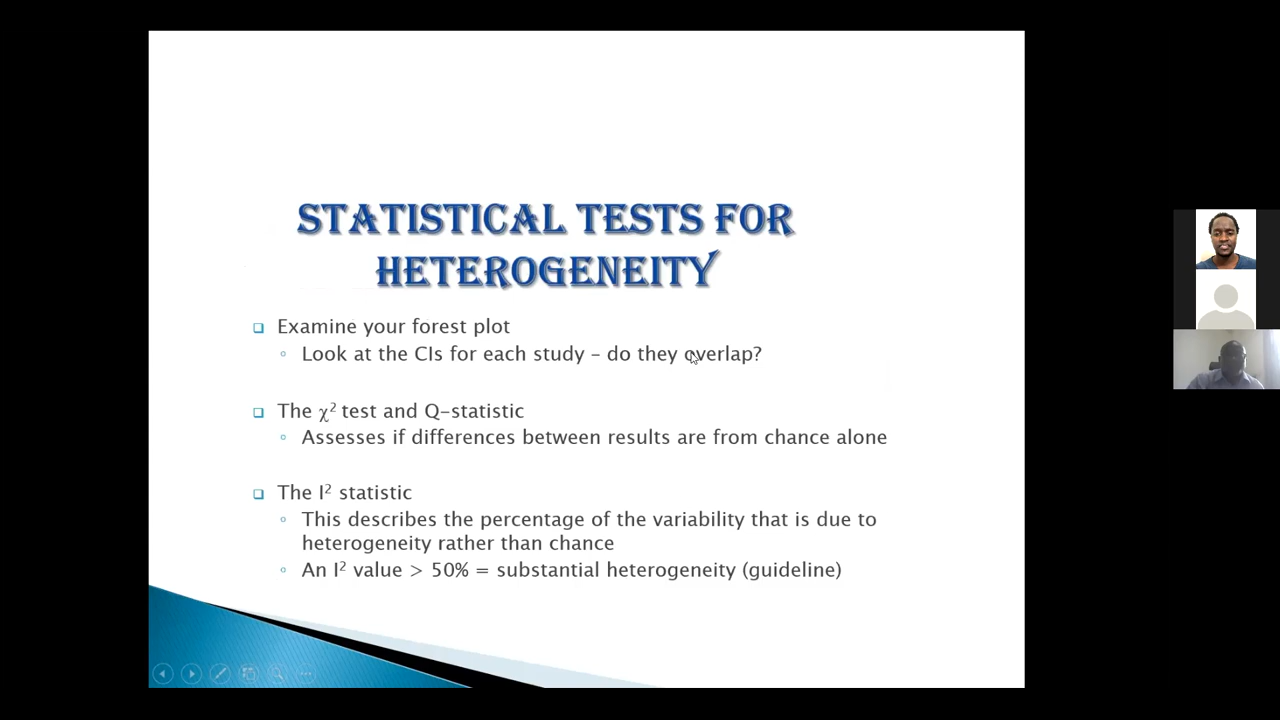 STATISTICAL TESTS FOR
HETEROGENEITY
Examine your forest plot
Look at the CIs for each study – do they overlap?
The χ² test and Q-statistic
Assesses if differences between results are from chance alone
The I² statistic
This describes the percentage of the variability that is due to
heterogeneity rather than chance
An I² value > 50% = substantial heterogeneity (guideline)